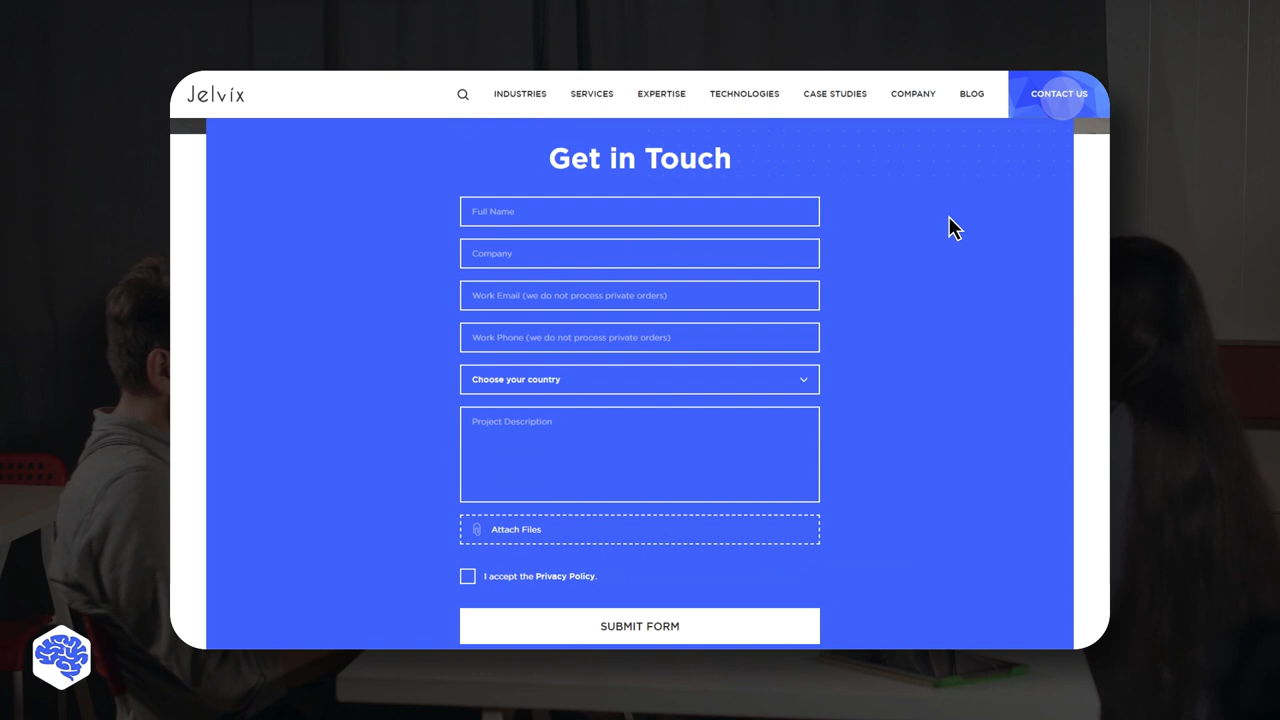 Jelvix
INDUSTRIES SERVICES EXPERTISE TECHNOLOGIES CASE STUDIES COMPANY BLOG CONTACT US
Get in Touch
Full Name
Company
Work Email (we do not process private orders)
Work Phone (we do not process private orders)
Choose your country
Project Description
Attach Files
I accept the Privacy Policy.
SUBMIT FORM